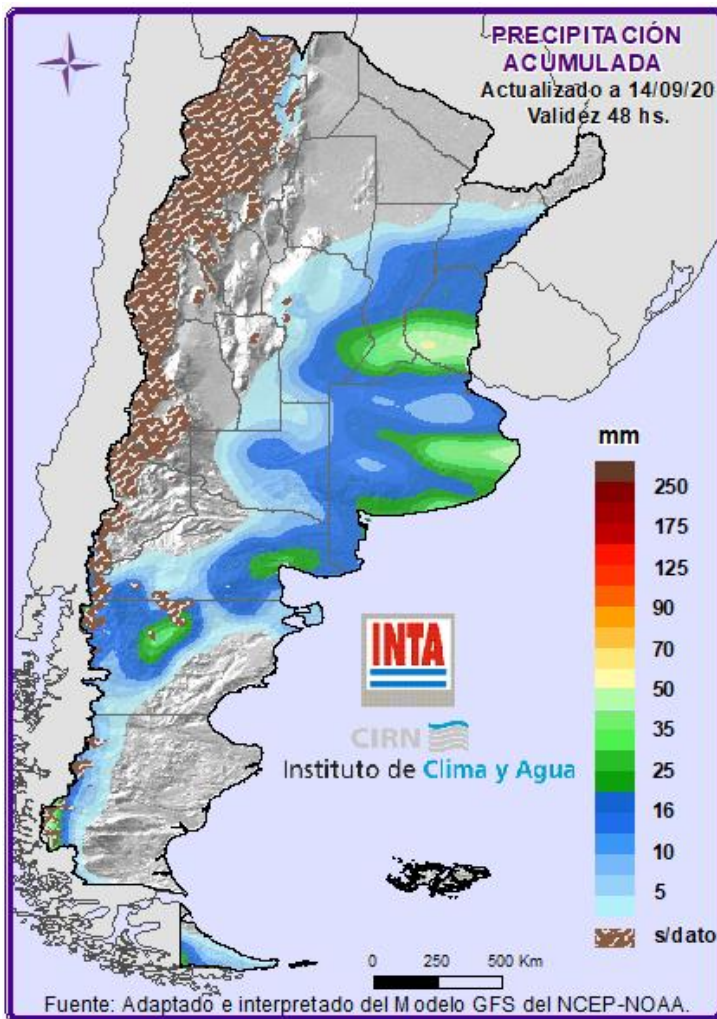 PRECIPITACIÓN
ACUMULADA
Actualizado a 14/09/20
Validez 48 hs.
mm
250
175
125
90
70
50
35
25
16
10
5
s/dato
INTA
CIRN
Instituto de Clima y Agua
0 250 500 Km
Fuente: Adaptado e interpretado del Modelo GFS del NCEP-NOAA.